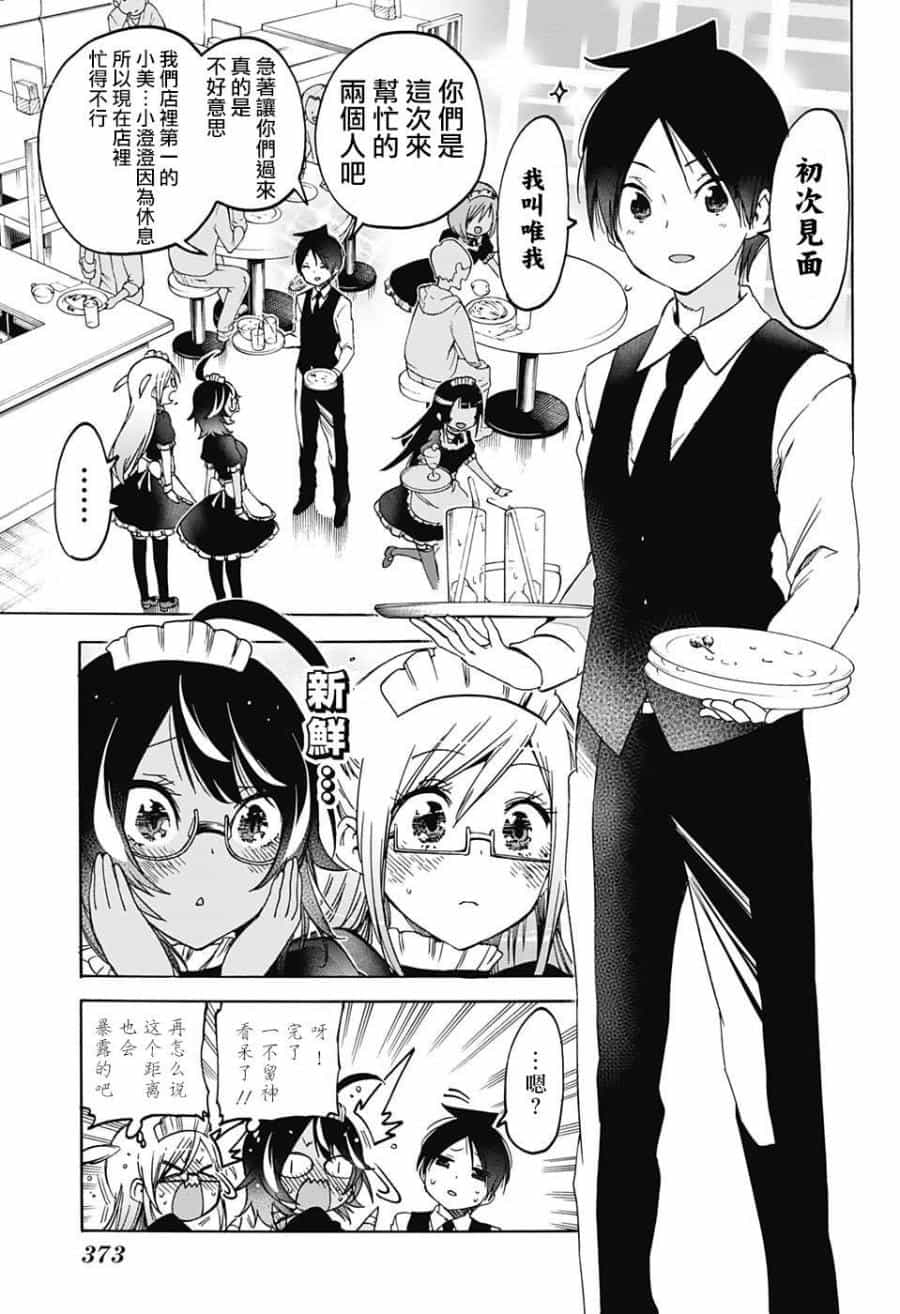 初次見面
我叫唯我
你們是
這次來
幫忙的
兩個人吧
急著讓你們過來
真的是
不好意思
我們店裡第一的
小美…小澄澄因為休息
所以現在店裡
忙得不行
……
新鮮…
…嗯?
呀!
完了
一不留神
看呆了!!
再怎么说
这个距离
也会
暴露的吧
373